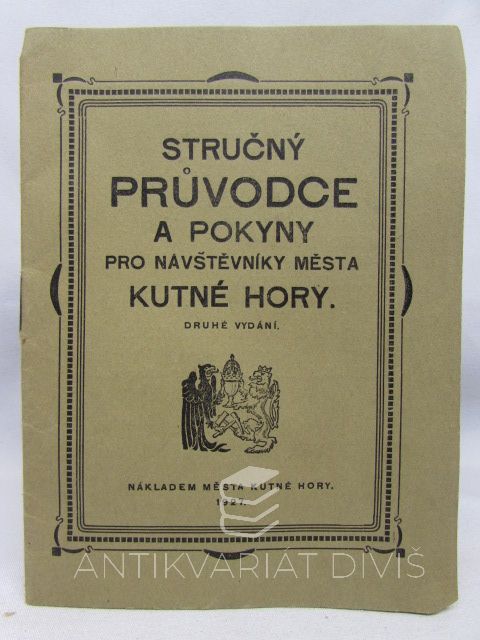 STRUČNÝ
PRŮVODCE
A POKYNY
PRO NÁVŠTĚVNÍKY MĚSTA
KUTNÉ HORY.
DRUHÉ VYDÁNÍ.
NÁKLADEM MĚSTA KUTNÉ HORY.
1927.
ANTIKVARIÁT DIVIŠ